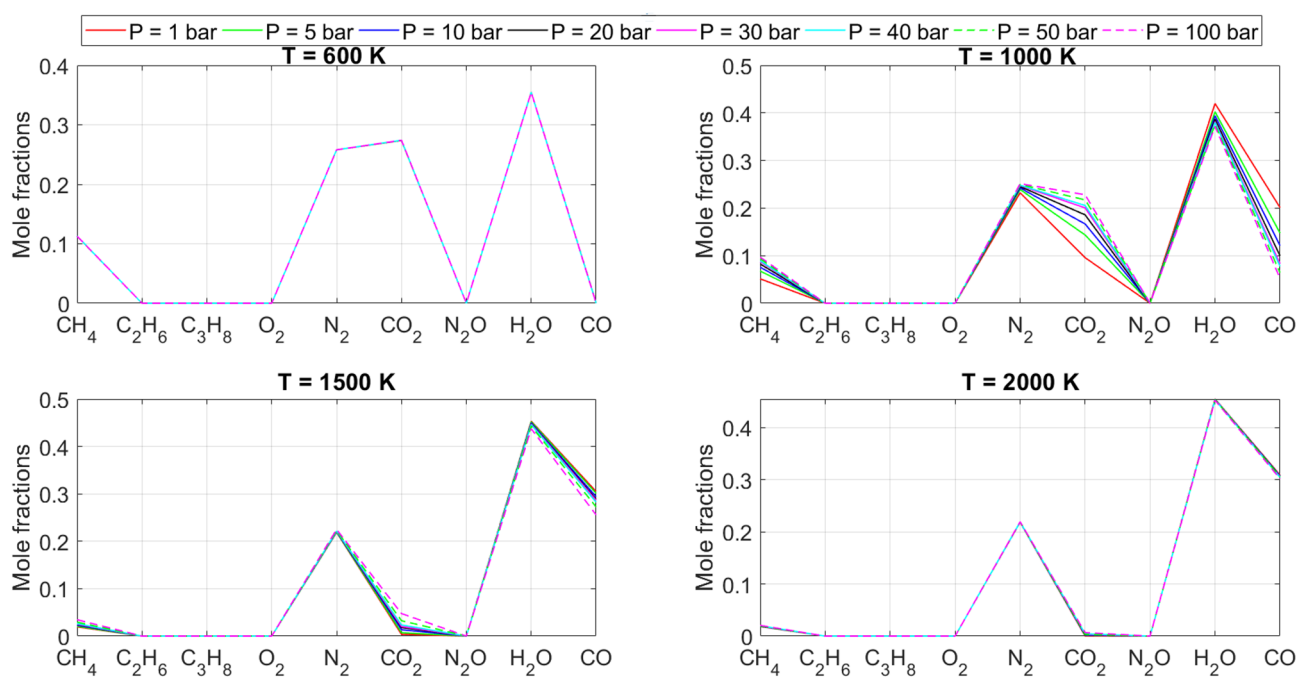 P = 1 bar P = 5 bar P = 10 bar P = 20 bar P = 30 bar P = 40 bar P = 50 bar P = 100 bar
T = 600 K
Mole fractions
0.4
0.3
0.2
0.1
0
CH₄ C₂H₆ C₃H₈ O₂ N₂ CO₂ N₂O H₂O CO
T = 1000 K
Mole fractions
0.5
0.4
0.3
0.2
0.1
0
CH₄ C₂H₆ C₃H₈ O₂ N₂ CO₂ N₂O H₂O CO
T = 1500 K
Mole fractions
0.5
0.4
0.3
0.2
0.1
0
CH₄ C₂H₆ C₃H₈ O₂ N₂ CO₂ N₂O H₂O CO
T = 2000 K
Mole fractions
0.4
0.3
0.2
0.1
0
CH₄ C₂H₆ C₃H₈ O₂ N₂ CO₂ N₂O H₂O CO